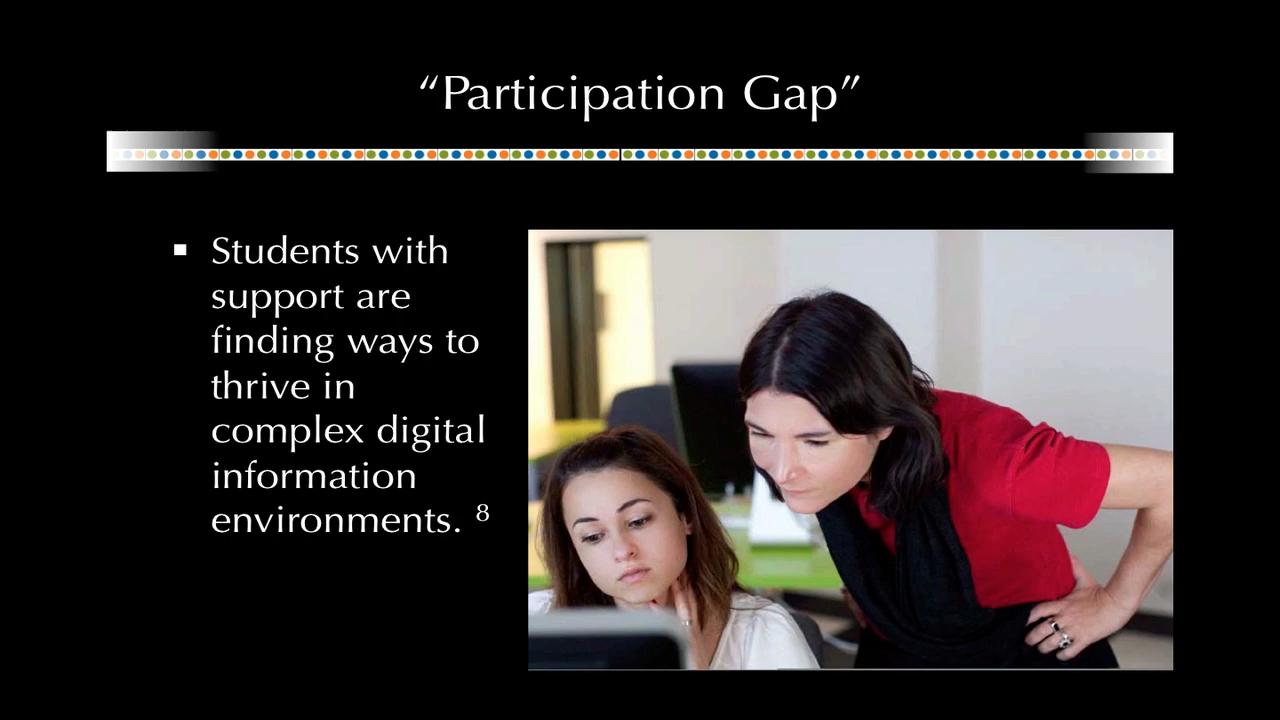 “Participation Gap”
▪ Students with
support are
finding ways to
thrive in
complex digital
information
environments. ⁸